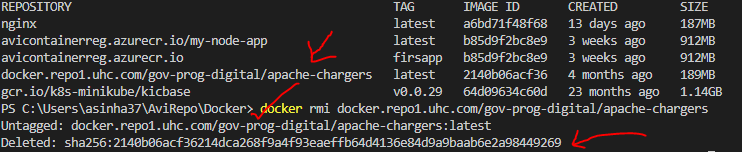 REPOSITORY TAG IMAGE ID CREATED SIZE
nginx latest a6bd71f48f68 13 days ago 187MB
avicontainerreg.azurecr.io/my-node-app latest b85d9f2bc8e9 3 weeks ago 912MB
avicontainerreg.azurecr.io firsapp b85d9f2bc8e9 3 weeks ago 912MB
docker.repo1.uhc.com/gov-prog-digital/apache-chargers latest 2140b06acf36 4 months ago 189MB
gcr.io/k8s-minikube/kicbase v0.0.29 64d09634c60d 23 months ago 1.14GB
PS C:\Users\asinha37\AviRepo\Docker> docker rmi docker.repo1.uhc.com/gov-prog-digital/apache-chargers
Untagged: docker.repo1.uhc.com/gov-prog-digital/apache-chargers:latest
Deleted: sha256:2140b06acf36214dca268f9a4f93eaeffb64d4136e84d9a9baab6e2a98449269